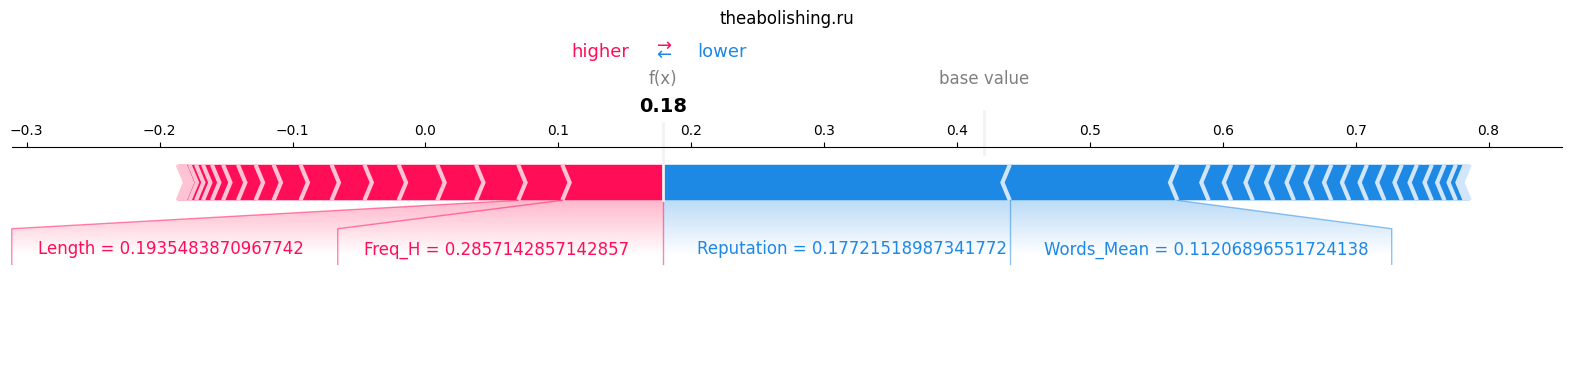 theabolishing.ru
higher ⇄ lower
f(x) base value
0.18
−0.3 −0.2 −0.1 0.0 0.1 0.2 0.3 0.4 0.5 0.6 0.7 0.8
Length = 0.1935483870967742 Freq_H = 0.2857142857142857 Reputation = 0.17721518987341772 Words_Mean = 0.11206896551724138